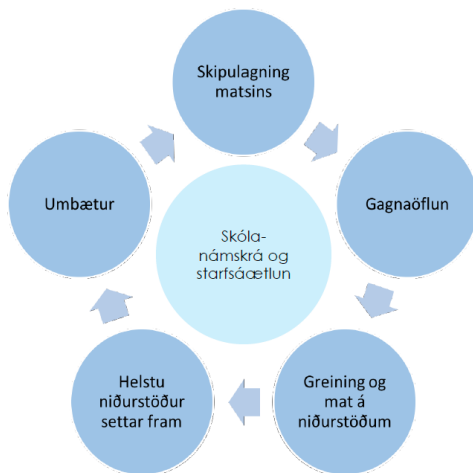 Skipulagning
matsins
Gagnaöflun
Greining og
mat á
niðurstöðum
Helstu
niðurstöður
settar fram
Umbætur
Skóla-
námskrá og
starfsáætlun